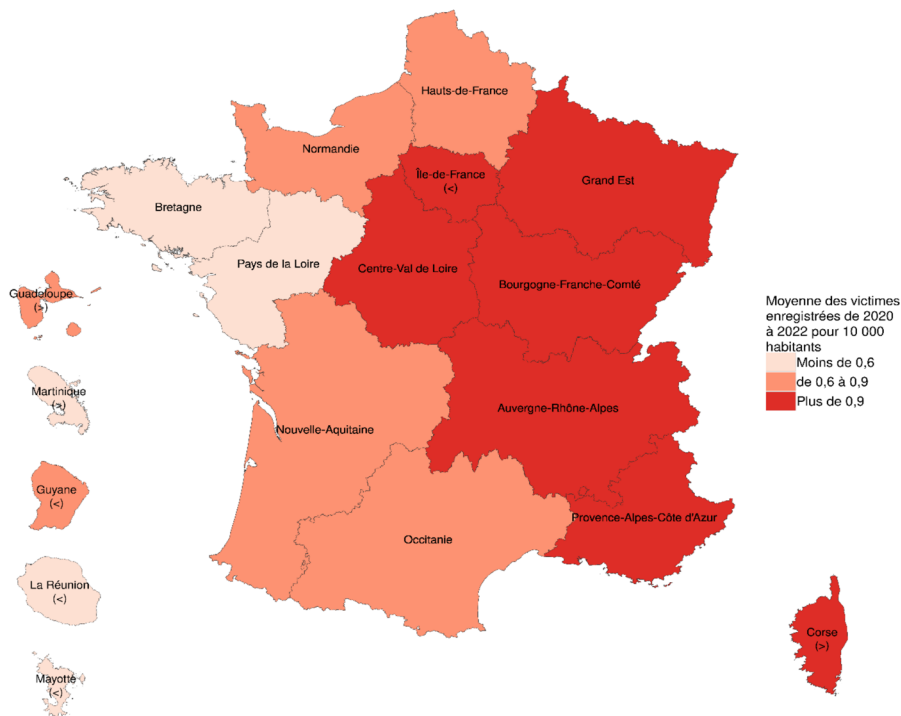 Hauts-de-France
Normandie
Île-de-France
(<)
Grand Est
Bretagne
Pays de la Loire
Centre-Val de Loire
Bourgogne-Franche-Comté
Guadeloupe
(>)
Moyenne des victimes
enregistrées de 2020
à 2022 pour 10 000
habitants
Moins de 0,6
de 0,6 à 0,9
Plus de 0,9
Martinique
(>)
Auvergne-Rhône-Alpes
Nouvelle-Aquitaine
Guyane
(<)
Provence-Alpes-Côte d'Azur
Occitanie
La Réunion
(<)
Corse
(>)
Mayotte
(<)